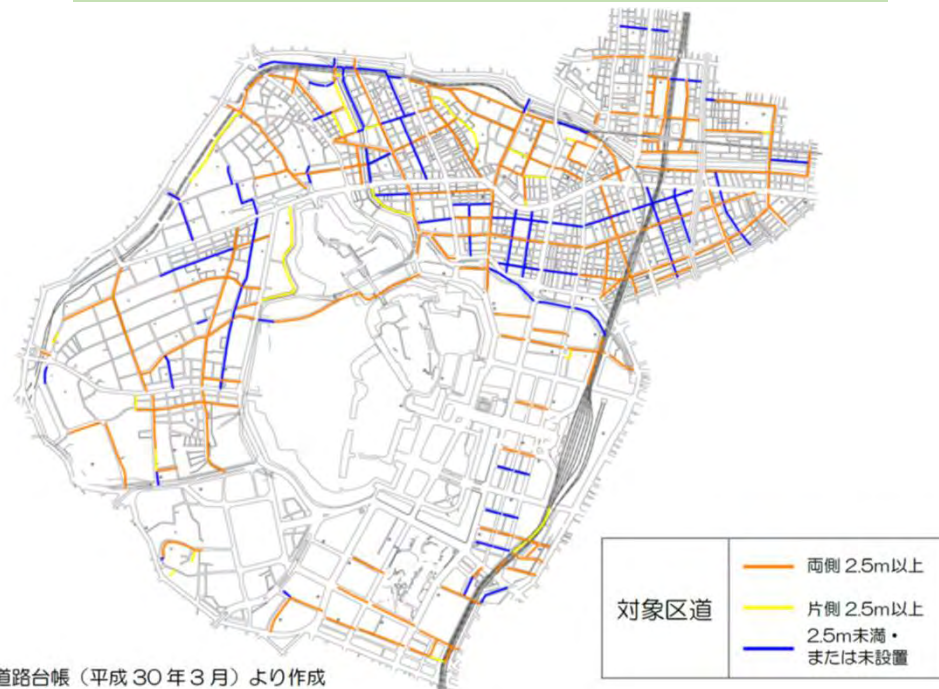 対象区道
両側 2.5m以上
片側 2.5m以上
2.5m未満・
または未設置
道路台帳（平成 30 年 3 月）より作成